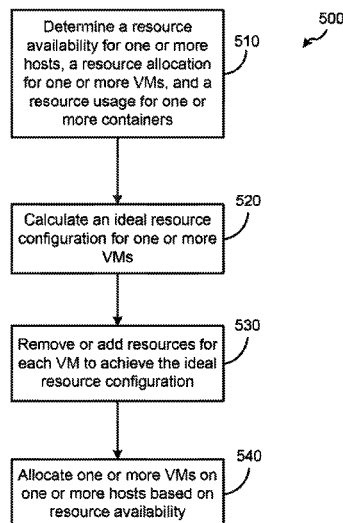 500
Determine a resource
availability for one or more
hosts, a resource allocation
for one or more VMs, and a
resource usage for one or
more containers
510
Calculate an ideal resource
configuration for one or more
VMs
520
Remove or add resources for
each VM to achieve the ideal
resource configuration
530
Allocate one or more VMs on
one or more hosts based on
resource availability
540